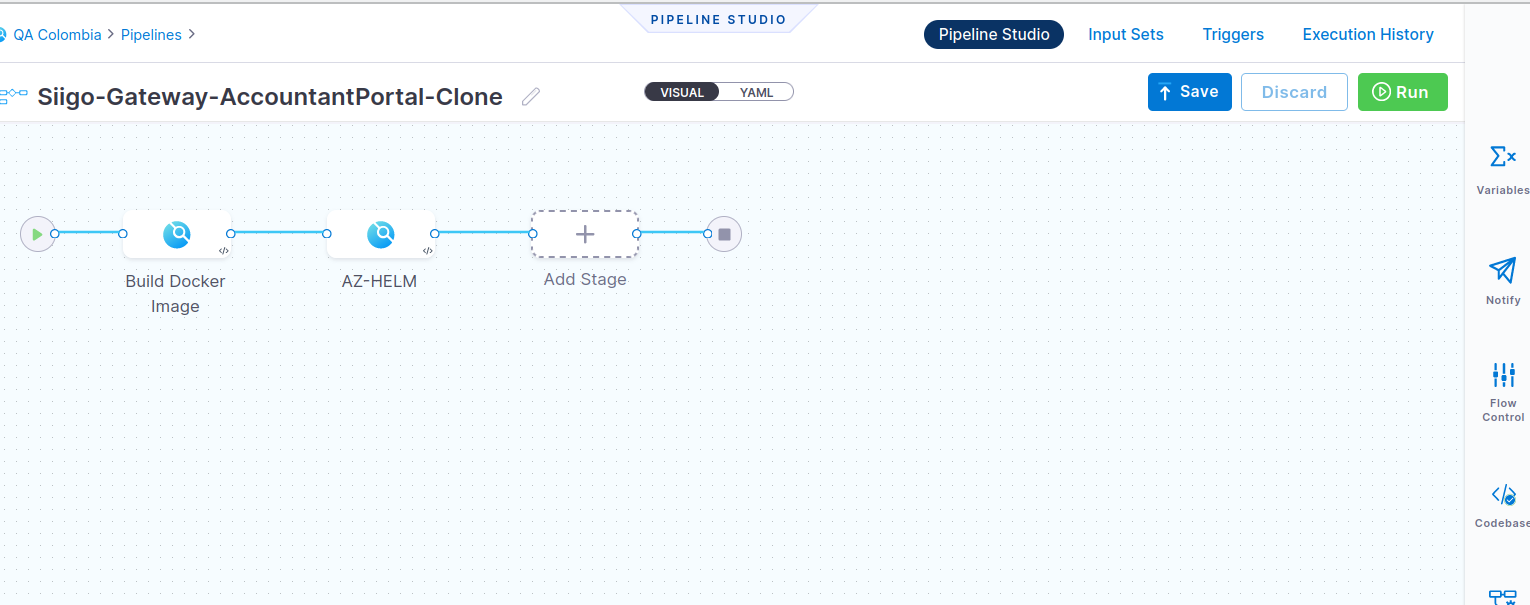 PIPELINE STUDIO
QA Colombia > Pipelines >
Pipeline Studio Input Sets Triggers Execution History
Siigo-Gateway-AccountantPortal-Clone
VISUAL YAML
Save Discard Run
Variables
Notify
Flow
Control
Codebase
Build Docker
Image
AZ-HELM
Add Stage